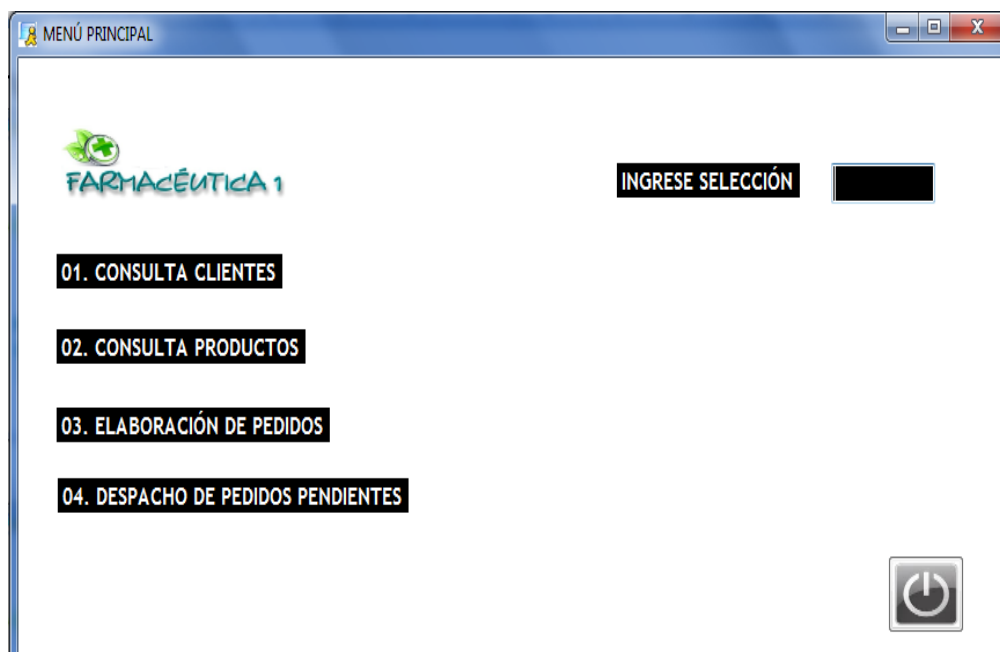 MENÚ PRINCIPAL
FARMACÉUTICA 1
INGRESE SELECCIÓN
01. CONSULTA CLIENTES
02. CONSULTA PRODUCTOS
03. ELABORACIÓN DE PEDIDOS
04. DESPACHO DE PEDIDOS PENDIENTES